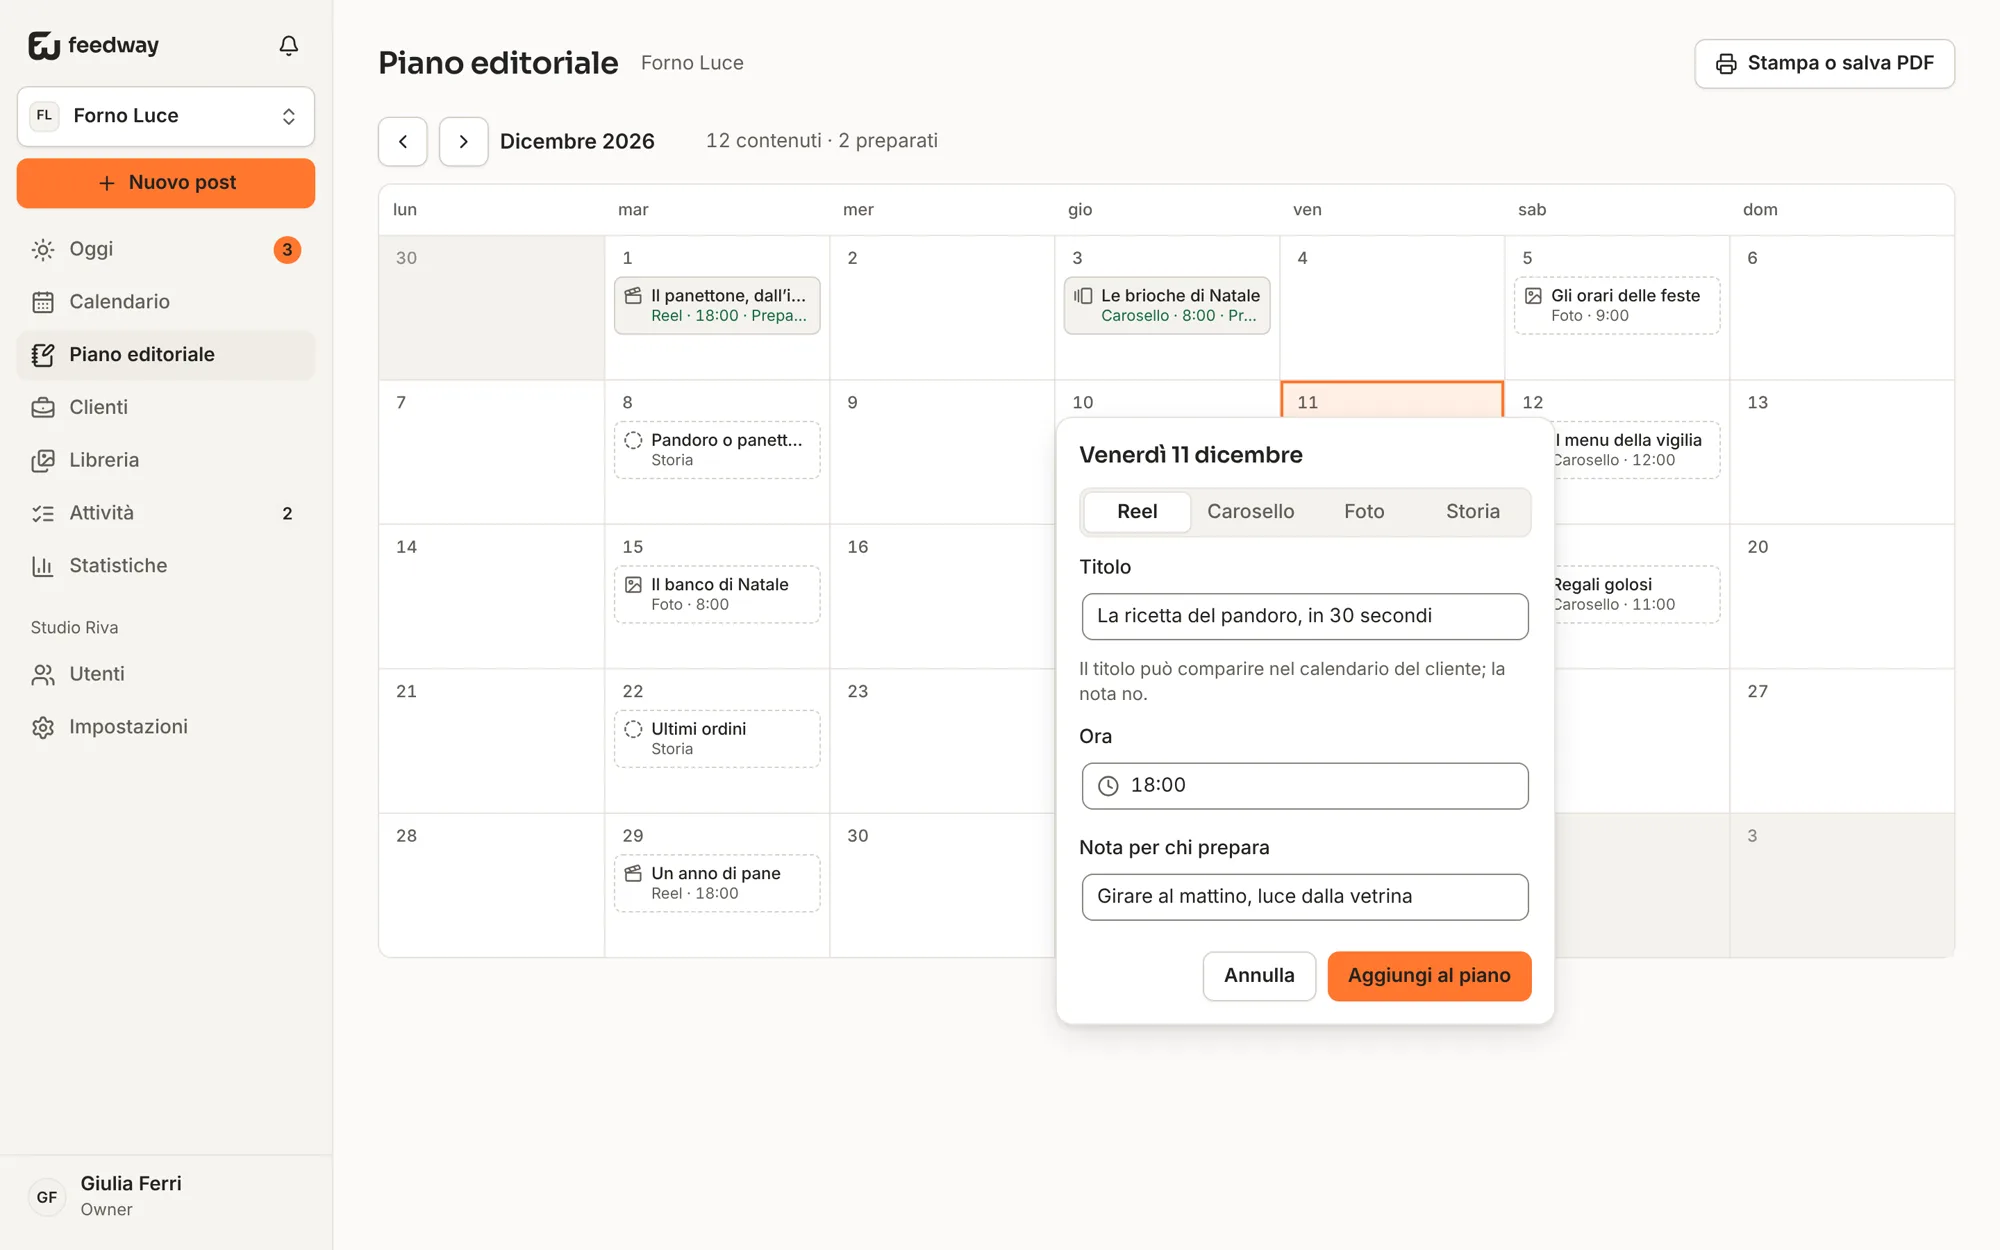 feedway
FL Forno Luce
+ Nuovo post
Oggi 3
Calendario
Piano editoriale
Clienti
Libreria
Attività 2
Statistiche
Studio Riva
Utenti
Impostazioni
GF Giulia Ferri
Owner
Piano editoriale Forno Luce
Stampa o salva PDF
Dicembre 2026 12 contenuti · 2 preparati
lun mar mer gio ven sab dom
30 1 2 3 4 5 6
Il panettone, dall'i...
Reel · 18:00 · Prepa...
Le brioche di Natale
Carosello · 8:00 · Pr...
Gli orari delle feste
Foto · 9:00
7 8 9 10 11 12 13
Pandoro o panett...
Storia
l menu della vigilia
Carosello · 12:00
14 15 16 20
Il banco di Natale
Foto · 8:00
Regali golosi
Carosello · 11:00
21 22 23 27
Ultimi ordini
Storia
28 29 30 3
Un anno di pane
Reel · 18:00
Venerdì 11 dicembre
Reel Carosello Foto Storia
Titolo
La ricetta del pandoro, in 30 secondi
Il titolo può comparire nel calendario del cliente; la
nota no.
Ora
18:00
Nota per chi prepara
Girare al mattino, luce dalla vetrina
Annulla Aggiungi al piano